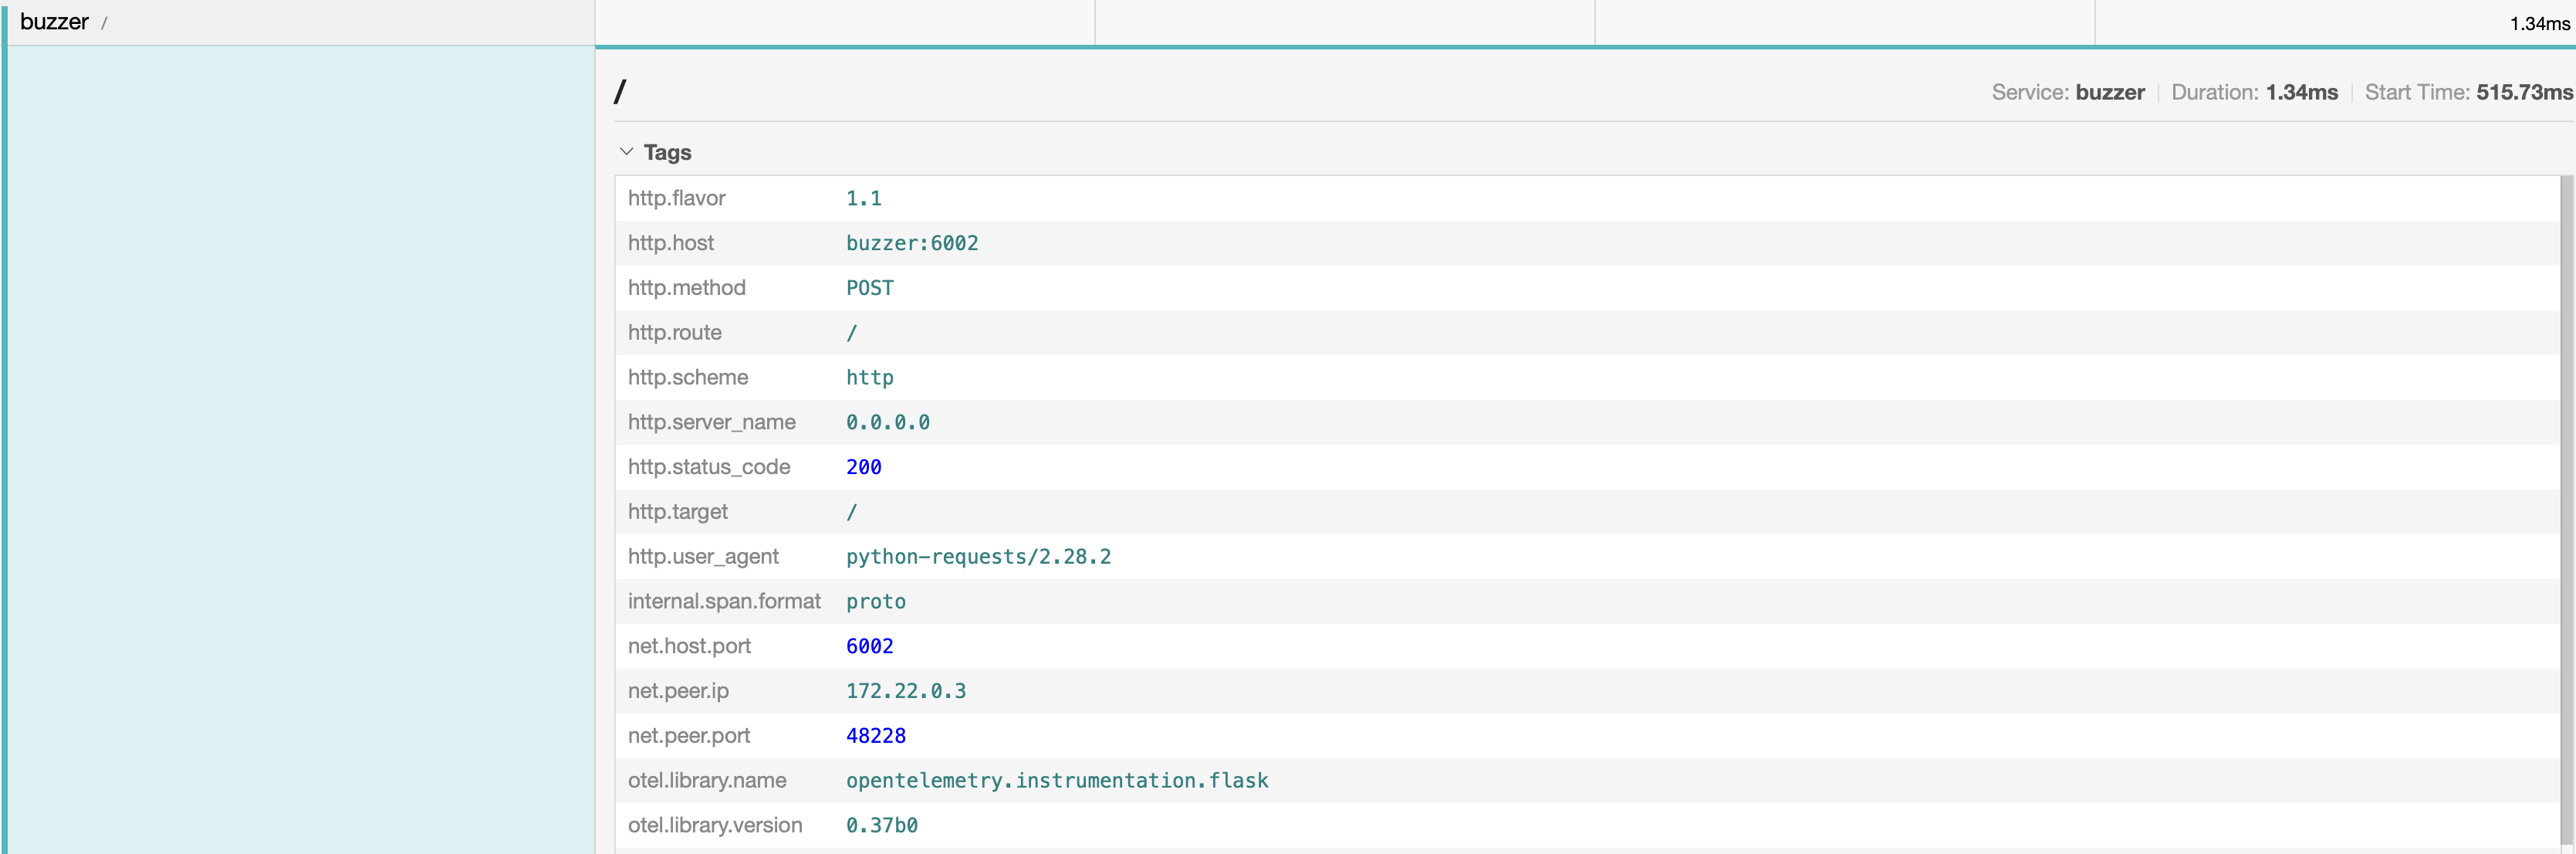 buzzer / 1.34ms
/ Service: buzzer Duration: 1.34ms Start Time: 515.73ms
Tags
http.flavor 1.1
http.host buzzer:6002
http.method POST
http.route /
http.scheme http
http.server_name 0.0.0.0
http.status_code 200
http.target /
http.user_agent python-requests/2.28.2
internal.span.format proto
net.host.port 6002
net.peer.ip 172.22.0.3
net.peer.port 48228
otel.library.name opentelemetry.instrumentation.flask
otel.library.version 0.37b0